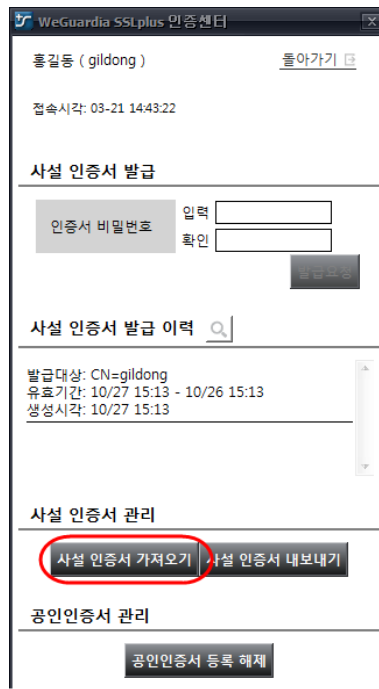 WeGuardia SSLplus 인증센터
홍길동 ( gildong ) 돌아가기
접속시각: 03-21 14:43:22
사설 인증서 발급
인증서 비밀번호
입력
확인
발급요청
사설 인증서 발급 이력
발급대상: CN=gildong
유효기간: 10/27 15:13 - 10/26 15:13
생성시각: 10/27 15:13
사설 인증서 관리
사설 인증서 가져오기 사설 인증서 내보내기
공인인증서 관리
공인인증서 등록 해제